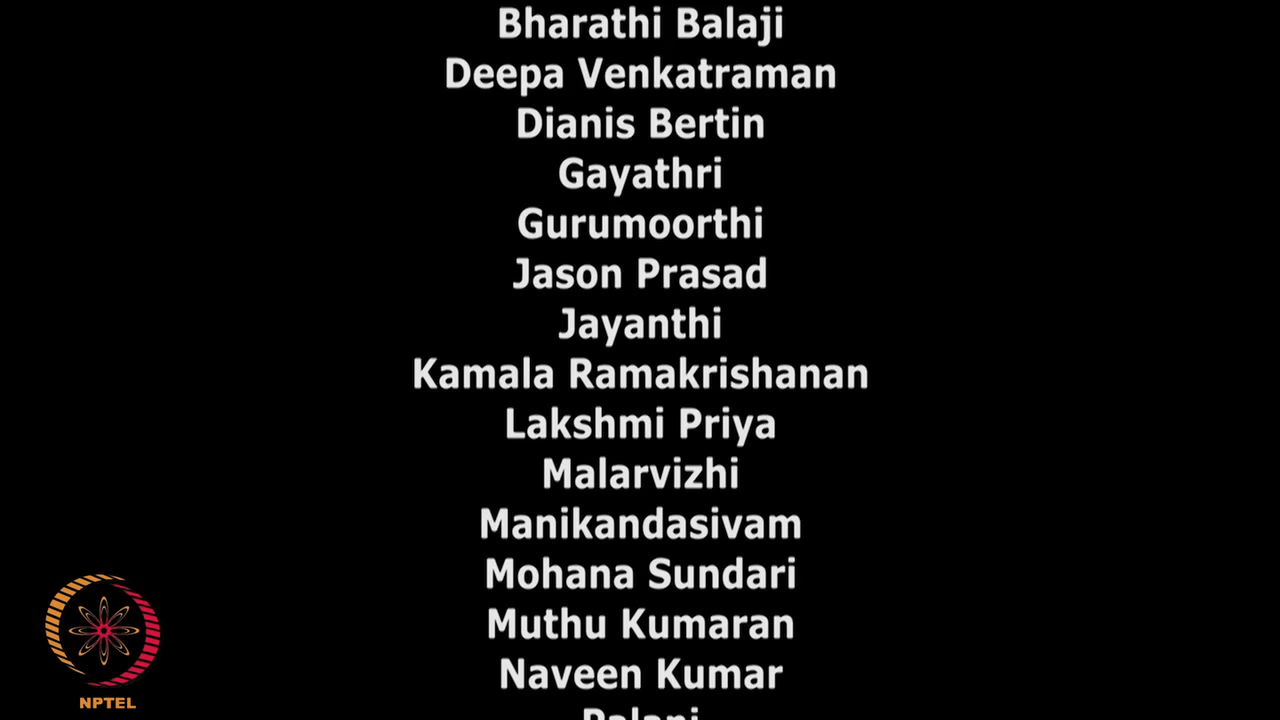 Bharathi Balaji
Deepa Venkatraman
Dianis Bertin
Gayathri
Gurumoorthi
Jason Prasad
Jayanthi
Kamala Ramakrishanan
Lakshmi Priya
Malarvizhi
Manikandasivam
Mohana Sundari
Muthu Kumaran
Naveen Kumar
Palani
NPTEL